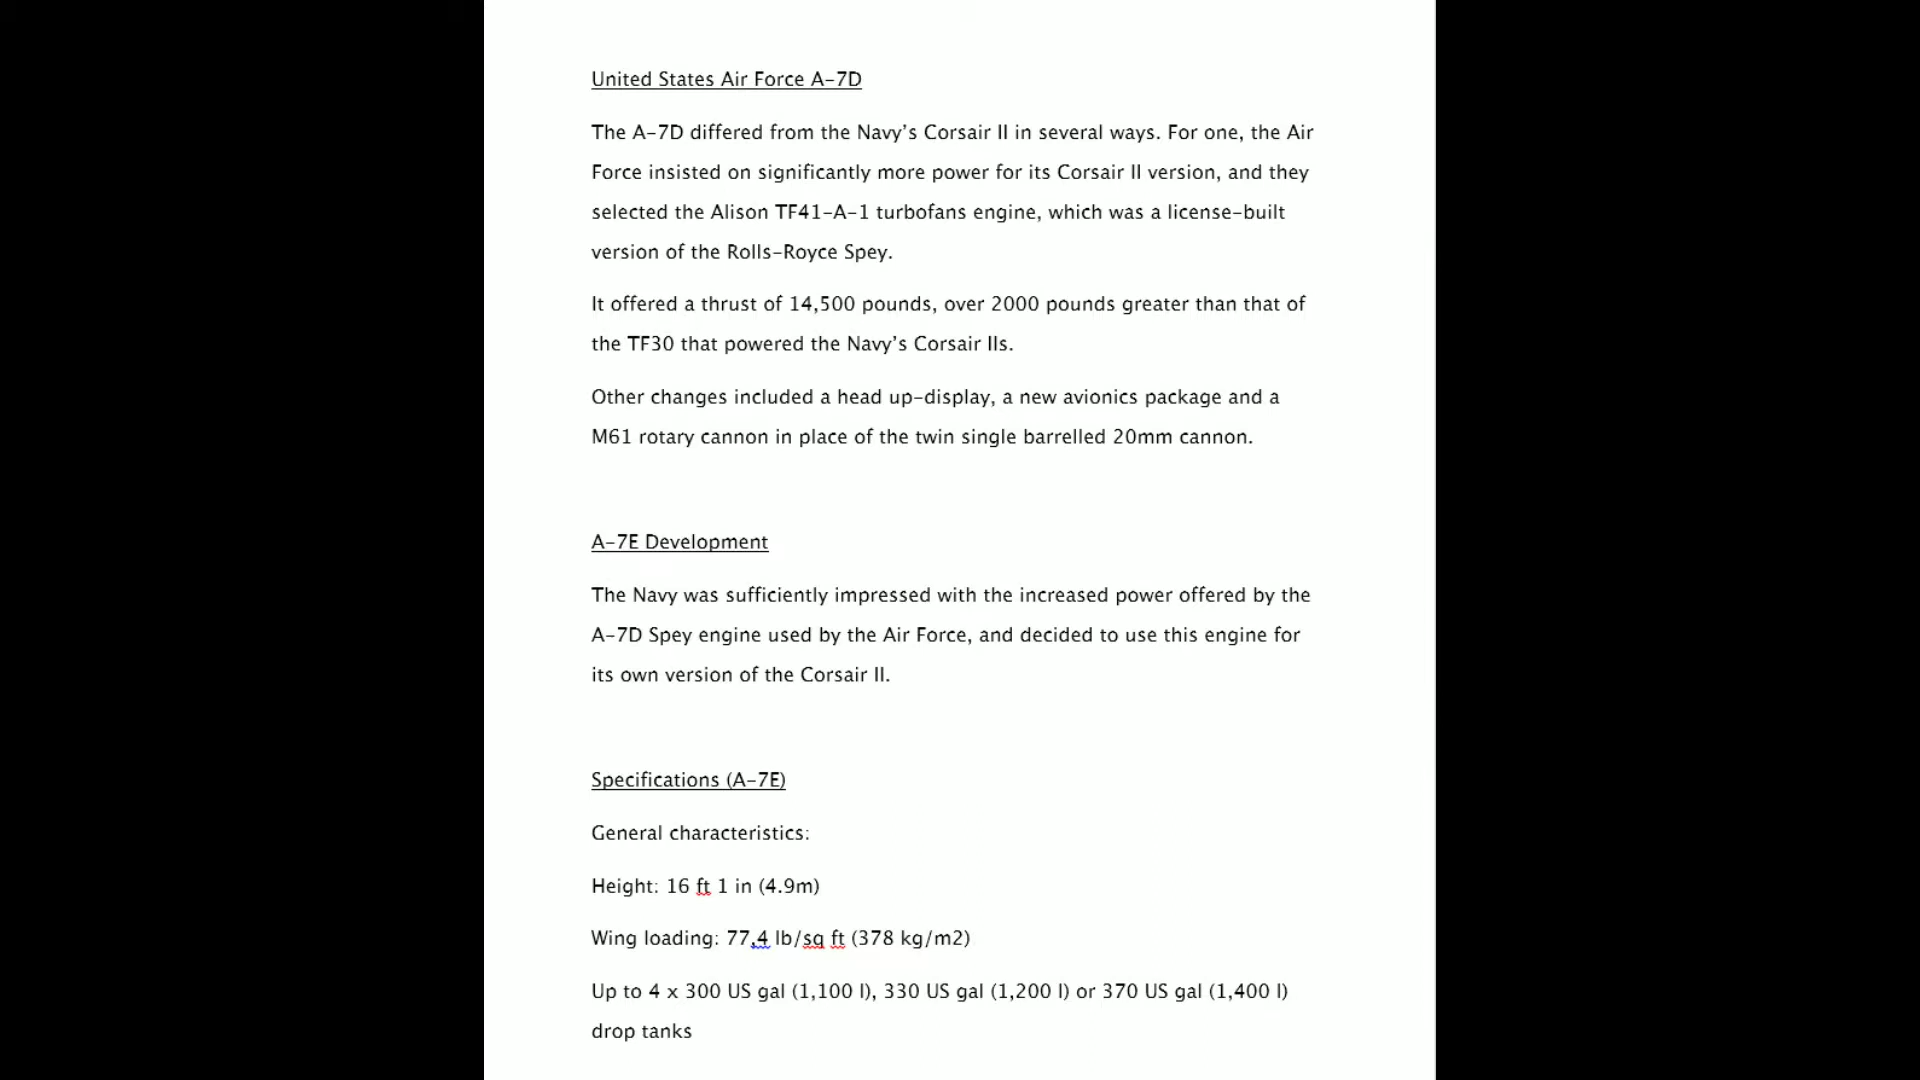 United States Air Force A-7D
The A-7D differed from the Navy's Corsair II in several ways. For one, the Air
Force insisted on significantly more power for its Corsair II version, and they
selected the Alison TF41-A-1 turbofans engine, which was a license-built
version of the Rolls-Royce Spey.
It offered a thrust of 14,500 pounds, over 2000 pounds greater than that of
the TF30 that powered the Navy's Corsair IIs.
Other changes included a head up-display, a new avionics package and a
M61 rotary cannon in place of the twin single barrelled 20mm cannon.
A-7E Development
The Navy was sufficiently impressed with the increased power offered by the
A-7D Spey engine used by the Air Force, and decided to use this engine for
its own version of the Corsair II.
Specifications (A-7E)
General characteristics:
Height: 16 ft 1 in (4.9m)
Wing loading: 77,4 lb/sq ft (378 kg/m2)
Up to 4 x 300 US gal (1,100 l), 330 US gal (1,200 l) or 370 US gal (1,400 l)
drop tanks